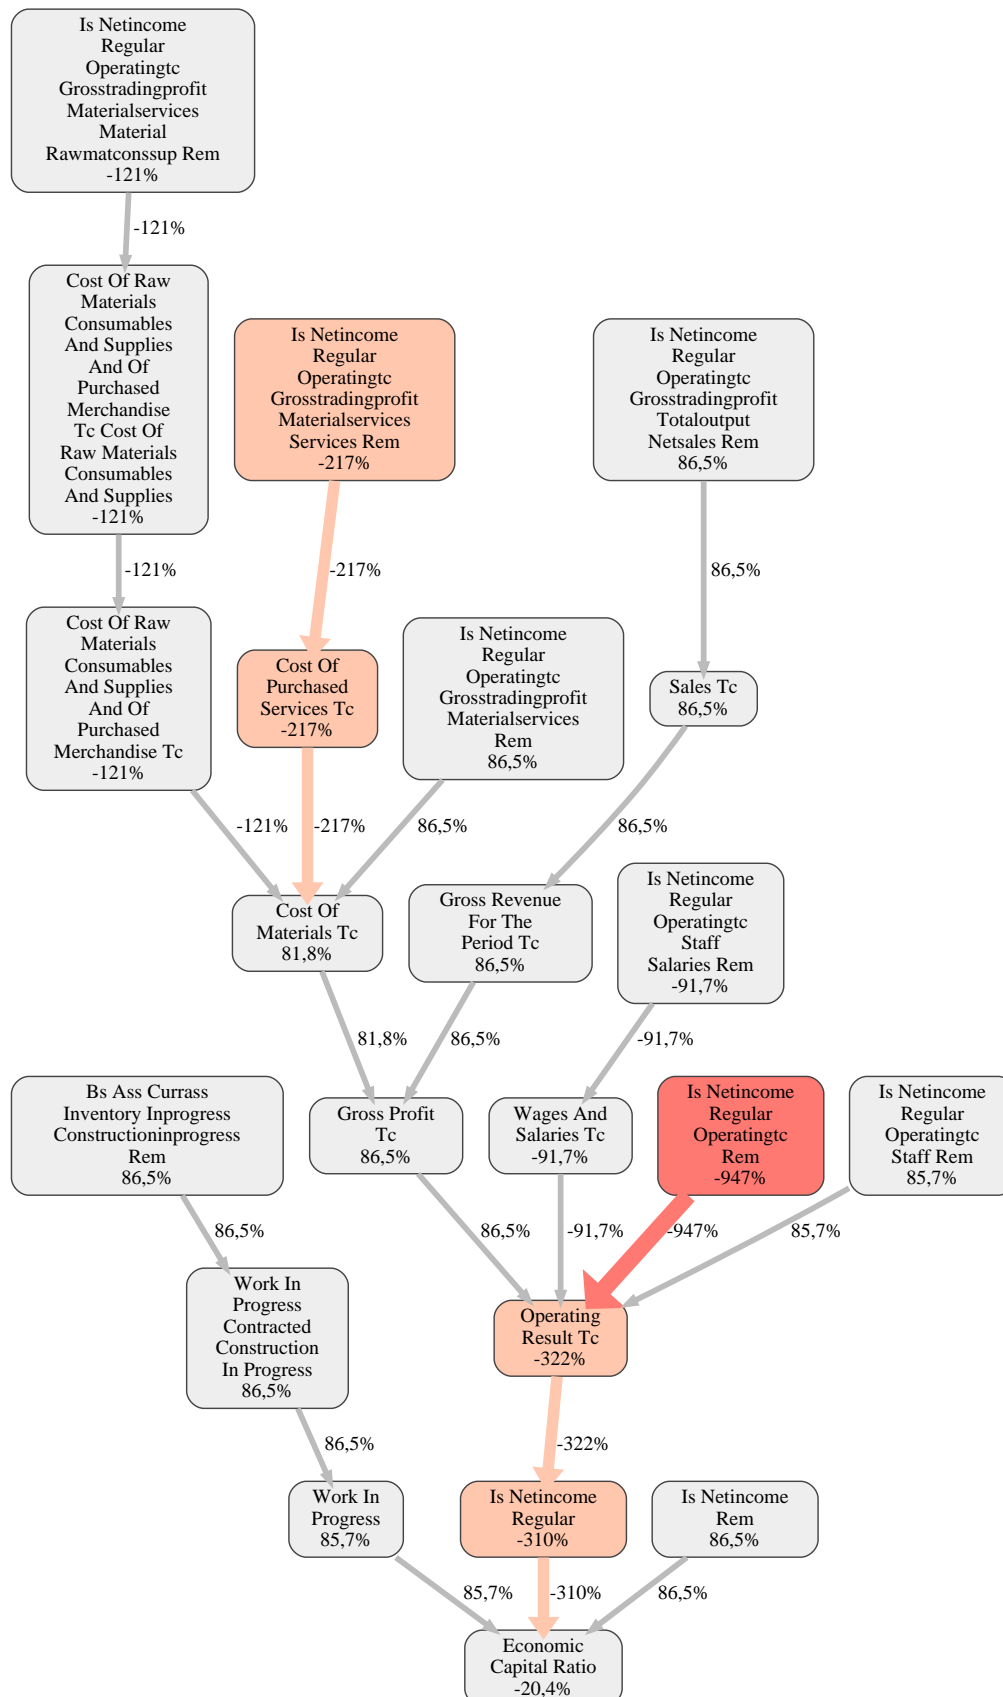 Is Netincome
Regular
Operatingtc
Grosstradingprofit
Materialservices
Material
Rawmatconssup Rem
-121%
-121%
Cost Of Raw
Materials
Consumables
And Supplies
And Of
Purchased
Merchandise
Tc Cost Of
Raw Materials
Consumables
And Supplies
-121%
Is Netincome
Regular
Operatingtc
Grosstradingprofit
Materialservices
Services Rem
-217%
Is Netincome
Regular
Operatingtc
Grosstradingprofit
Totaloutput
Netsales Rem
86,5%
-121%
-217%
86,5%
Cost Of Raw
Materials
Consumables
And Supplies
And Of
Purchased
Merchandise Tc
-121%
Cost Of
Purchased
Services Tc
-217%
Is Netincome
Regular
Operatingtc
Grosstradingprofit
Materialservices
Rem
86,5%
Sales Tc
86,5%
-121%
-217%
86,5%
86,5%
Cost Of
Materials Tc
81,8%
Gross Revenue
For The
Period Tc
86,5%
Is Netincome
Regular
Operatingtc
Staff
Salaries Rem
-91,7%
81,8%
86,5%
-91,7%
Bs Ass Currass
Inventory Inprogress
Constructioninprogress
Rem
86,5%
Gross Profit
Tc
86,5%
Wages And
Salaries Tc
-91,7%
Is Netincome
Regular
Operatingtc
Rem
-947%
Is Netincome
Regular
Operatingtc
Staff Rem
85,7%
86,5%
86,5%
-91,7%
-947%
85,7%
Work In
Progress
Contracted
Construction
In Progress
86,5%
Operating
Result Tc
-322%
86,5%
-322%
Work In
Progress
85,7%
Is Netincome
Regular
-310%
Is Netincome
Rem
86,5%
85,7%
-310%
86,5%
Economic
Capital Ratio
-20,4%